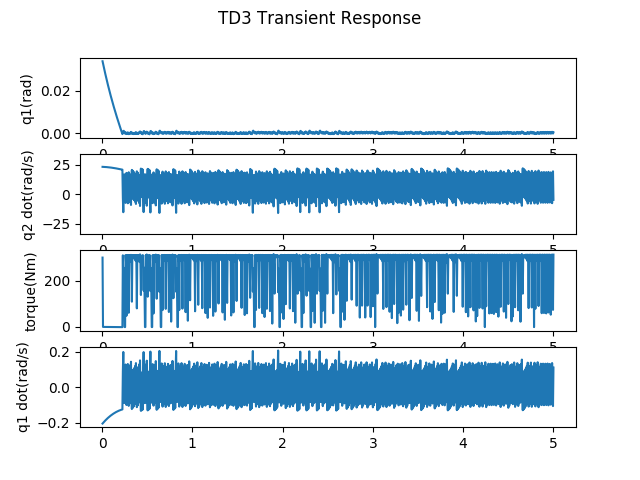 TD3 Transient Response
q1(rad)
0.02
0.00
0 1 2 3 4 5
q2 dot(rad/s)
25
0
−25
0 1 2 3 4 5
torque(Nm)
200
0
0 1 2 3 4 5
q1 dot(rad/s)
0.2
0.0
−0.2
0 1 2 3 4 5